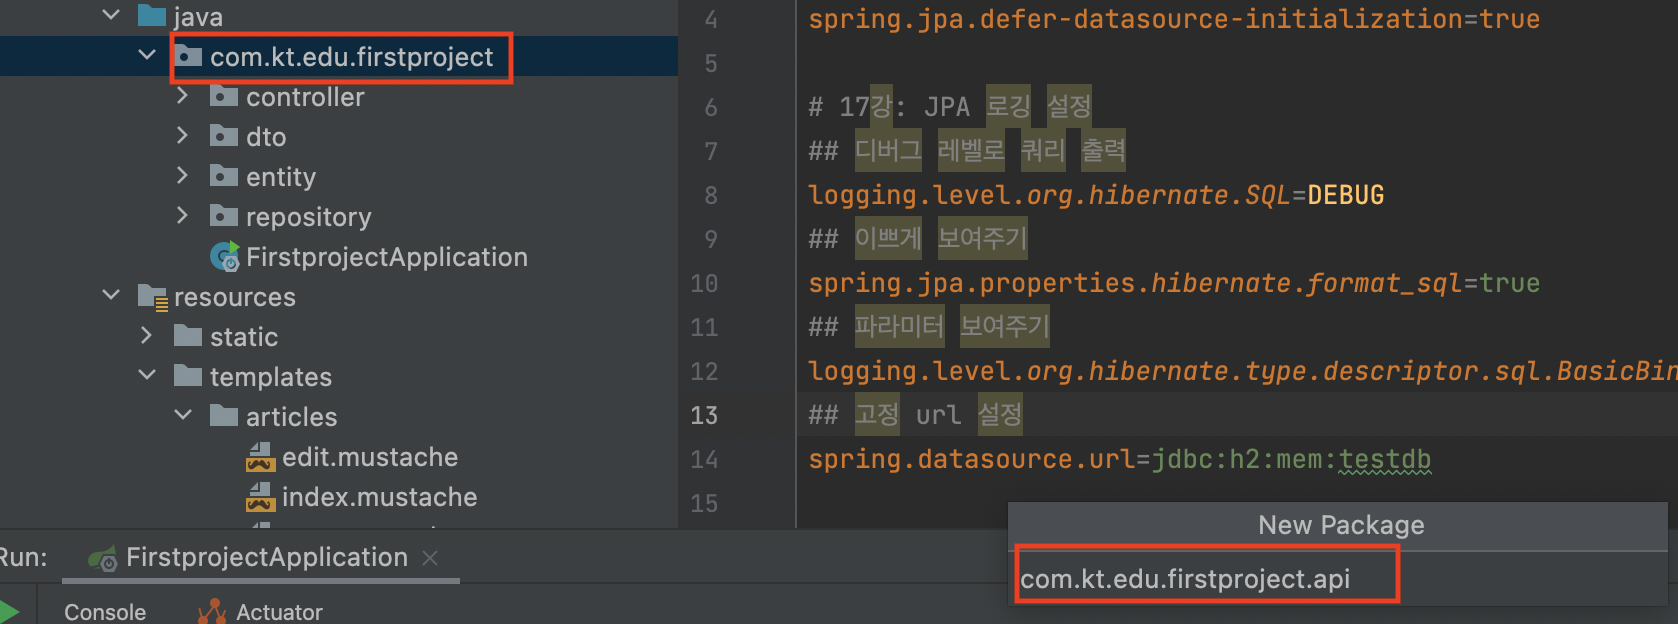 java
com.kt.edu.firstproject
controller
dto
entity
repository
FirstprojectApplication
resources
static
templates
articles
edit.mustache
index.mustache
4 spring.jpa.defer-datasource-initialization=true
5
6 # 17강: JPA 로깅 설정
7 ## 디버그 레벨로 쿼리 출력
8 logging.level.org.hibernate.SQL=DEBUG
9 ## 이쁘게 보여주기
10 spring.jpa.properties.hibernate.format_sql=true
11 ## 파라미터 보여주기
12 logging.level.org.hibernate.type.descriptor.sql.BasicBin
13 ## 고정 url 설정
14 spring.datasource.url=jdbc:h2:mem:testdb
15
New Package
com.kt.edu.firstproject.api
Run: FirstprojectApplication
Console Actuator